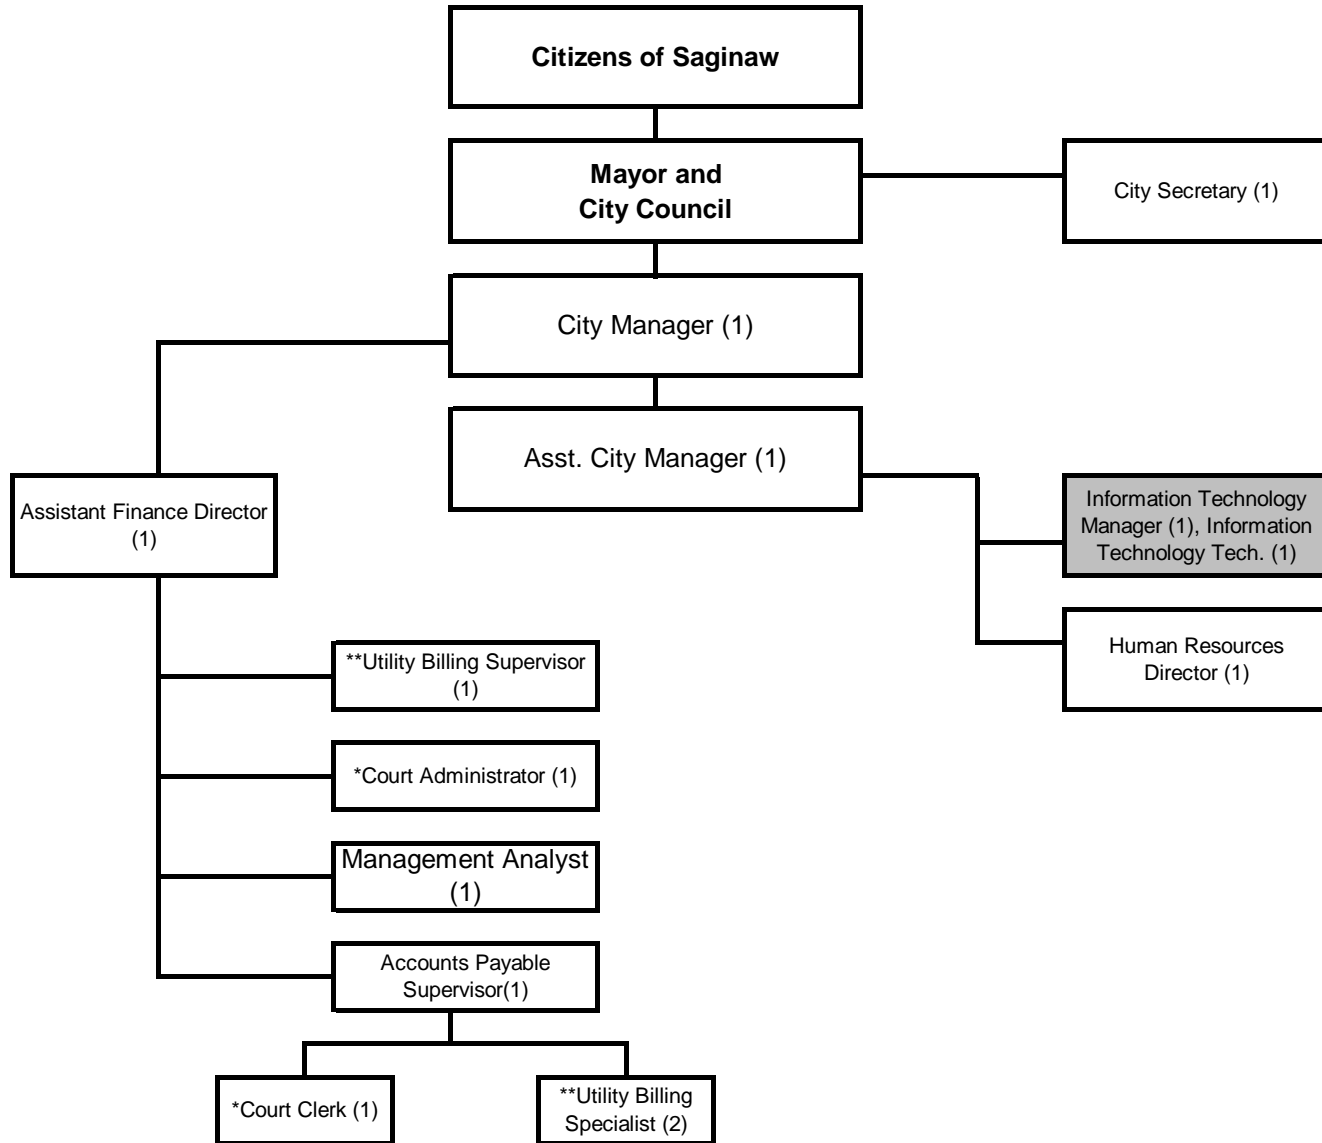 Citizens of Saginaw
Mayor and
City Council
City Secretary (1)
City Manager (1)
Asst. City Manager (1)
Assistant Finance Director
(1)
Information Technology
Manager (1), Information
Technology Tech. (1)
Human Resources
Director (1)
**Utility Billing Supervisor
(1)
*Court Administrator (1)
Management Analyst
(1)
Accounts Payable
Supervisor(1)
*Court Clerk (1)
**Utility Billing
Specialist (2)